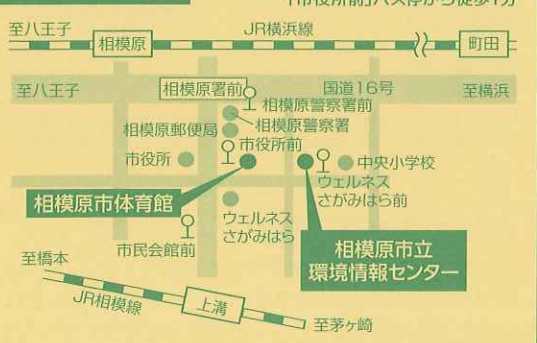 「市役所前」バス停から徒歩1分
至八王子
相模原
JR横浜線
町田
至八王子
相模原署前
国道16号
至横浜
相模原警察署前
相模原警察署
相模原郵便局
市役所前
市役所
中央小学校
ウェルネス
さがみはら前
相模原市体育館
ウェルネス
さがみはら
市民会館前
相模原市立
環境情報センター
至橋本
JR相模線
上溝
至茅ヶ崎